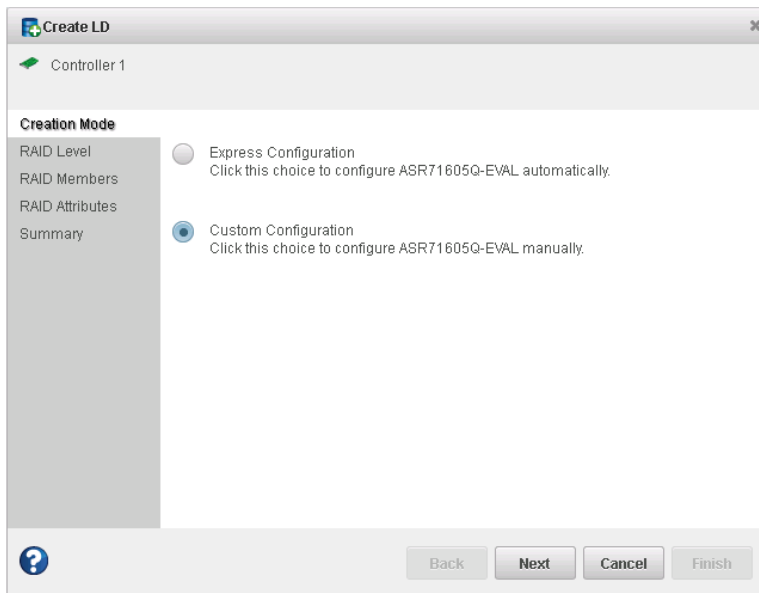 Create LD
Controller 1
Creation Mode
RAID Level
RAID Members
RAID Attributes
Summary
Express Configuration
Click this choice to configure ASR71605Q-EVAL automatically.
Custom Configuration
Click this choice to configure ASR71605Q-EVAL manually.
?
Back
Next
Cancel
Finish